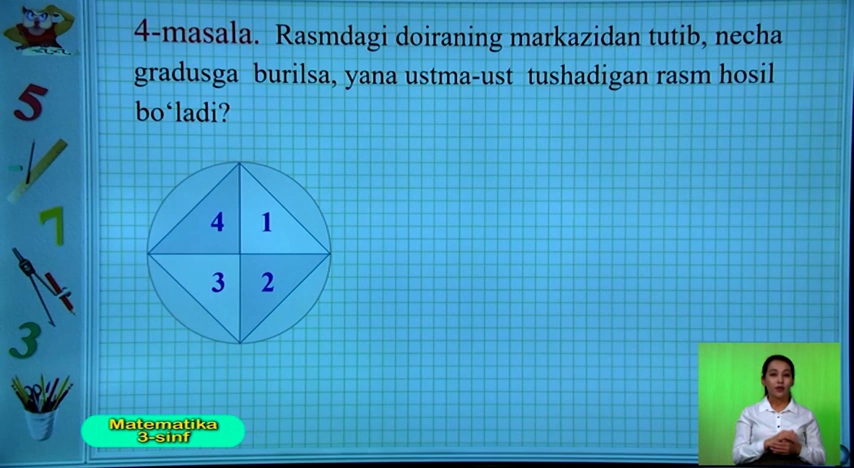 4-masala. Rasmdagi doiraning markazidan tutib, necha
gradusga burilsa, yana ustma-ust tushadigan rasm hosil
bo‘ladi?
5
7
3
4 1
3 2
Matematika
3-sinf